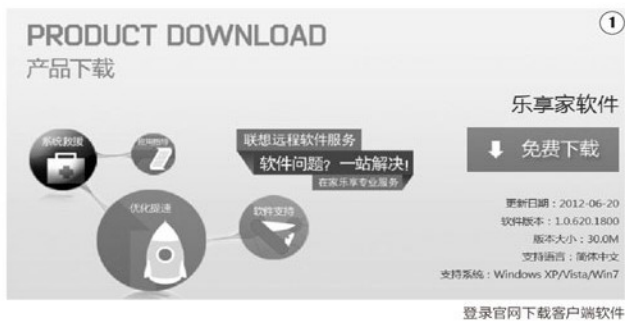 ①
PRODUCT DOWNLOAD
产品下载
乐享家软件
免费下载
系统救援
联想远程软件服务
软件问题? 一站解决!
在家乐享专业服务
优化提速
软件支持
更新日期：2012-06-20
软件版本：1.0.620.1800
版本大小：30.0M
支持语言：简体中文
支持系统：Windows XP/Vista/Win7
登录官网下载客户端软件